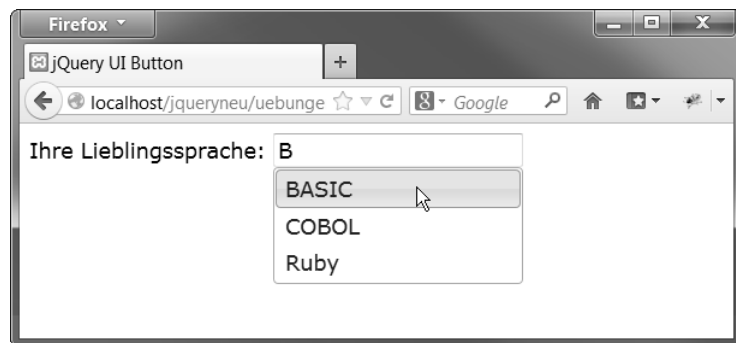 Firefox
jQuery UI Button
localhost/jqueryneu/uebunge
Google
Ihre Lieblingssprache: B
BASIC
COBOL
Ruby